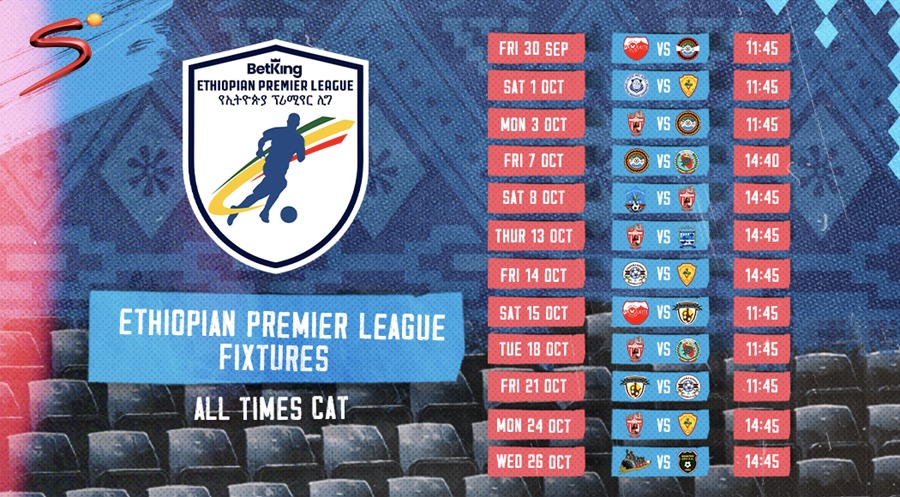 BetKing
ETHIOPIAN PREMIER LEAGUE
የኢትዮጵያ ፕሪሚየር ሊግ
ETHIOPIAN PREMIER LEAGUE
FIXTURES
ALL TIMES CAT
FRI 30 SEP VS 11:45
SAT 1 OCT VS 11:45
MON 3 OCT VS 11:45
FRI 7 OCT VS 14:40
SAT 8 OCT VS 14:45
THUR 13 OCT VS 14:45
FRI 14 OCT VS 14:45
SAT 15 OCT VS 11:45
TUE 18 OCT VS 11:45
FRI 21 OCT VS 11:45
MON 24 OCT VS 14:45
WED 26 OCT VS 14:45